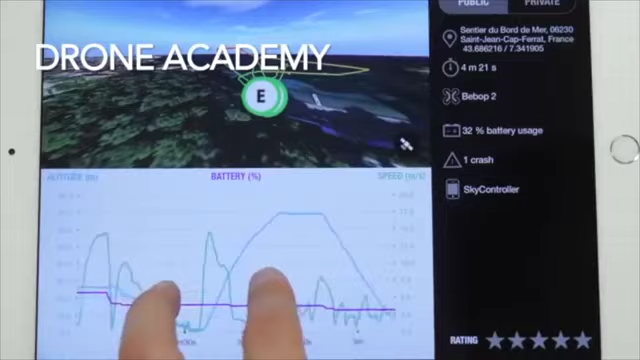 PUBLIC PRIVATE
DRONE ACADEMY
Sentier du Bord de Mer, 06230
Saint-Jean-Cap-Ferrat, France
43.686216 / 7.341905
4 m 21 s
E
Bebop 2
32 % battery usage
1 crash
ALTITUDE (m) BATTERY (%) SPEED (m/s)
SkyController
RATING